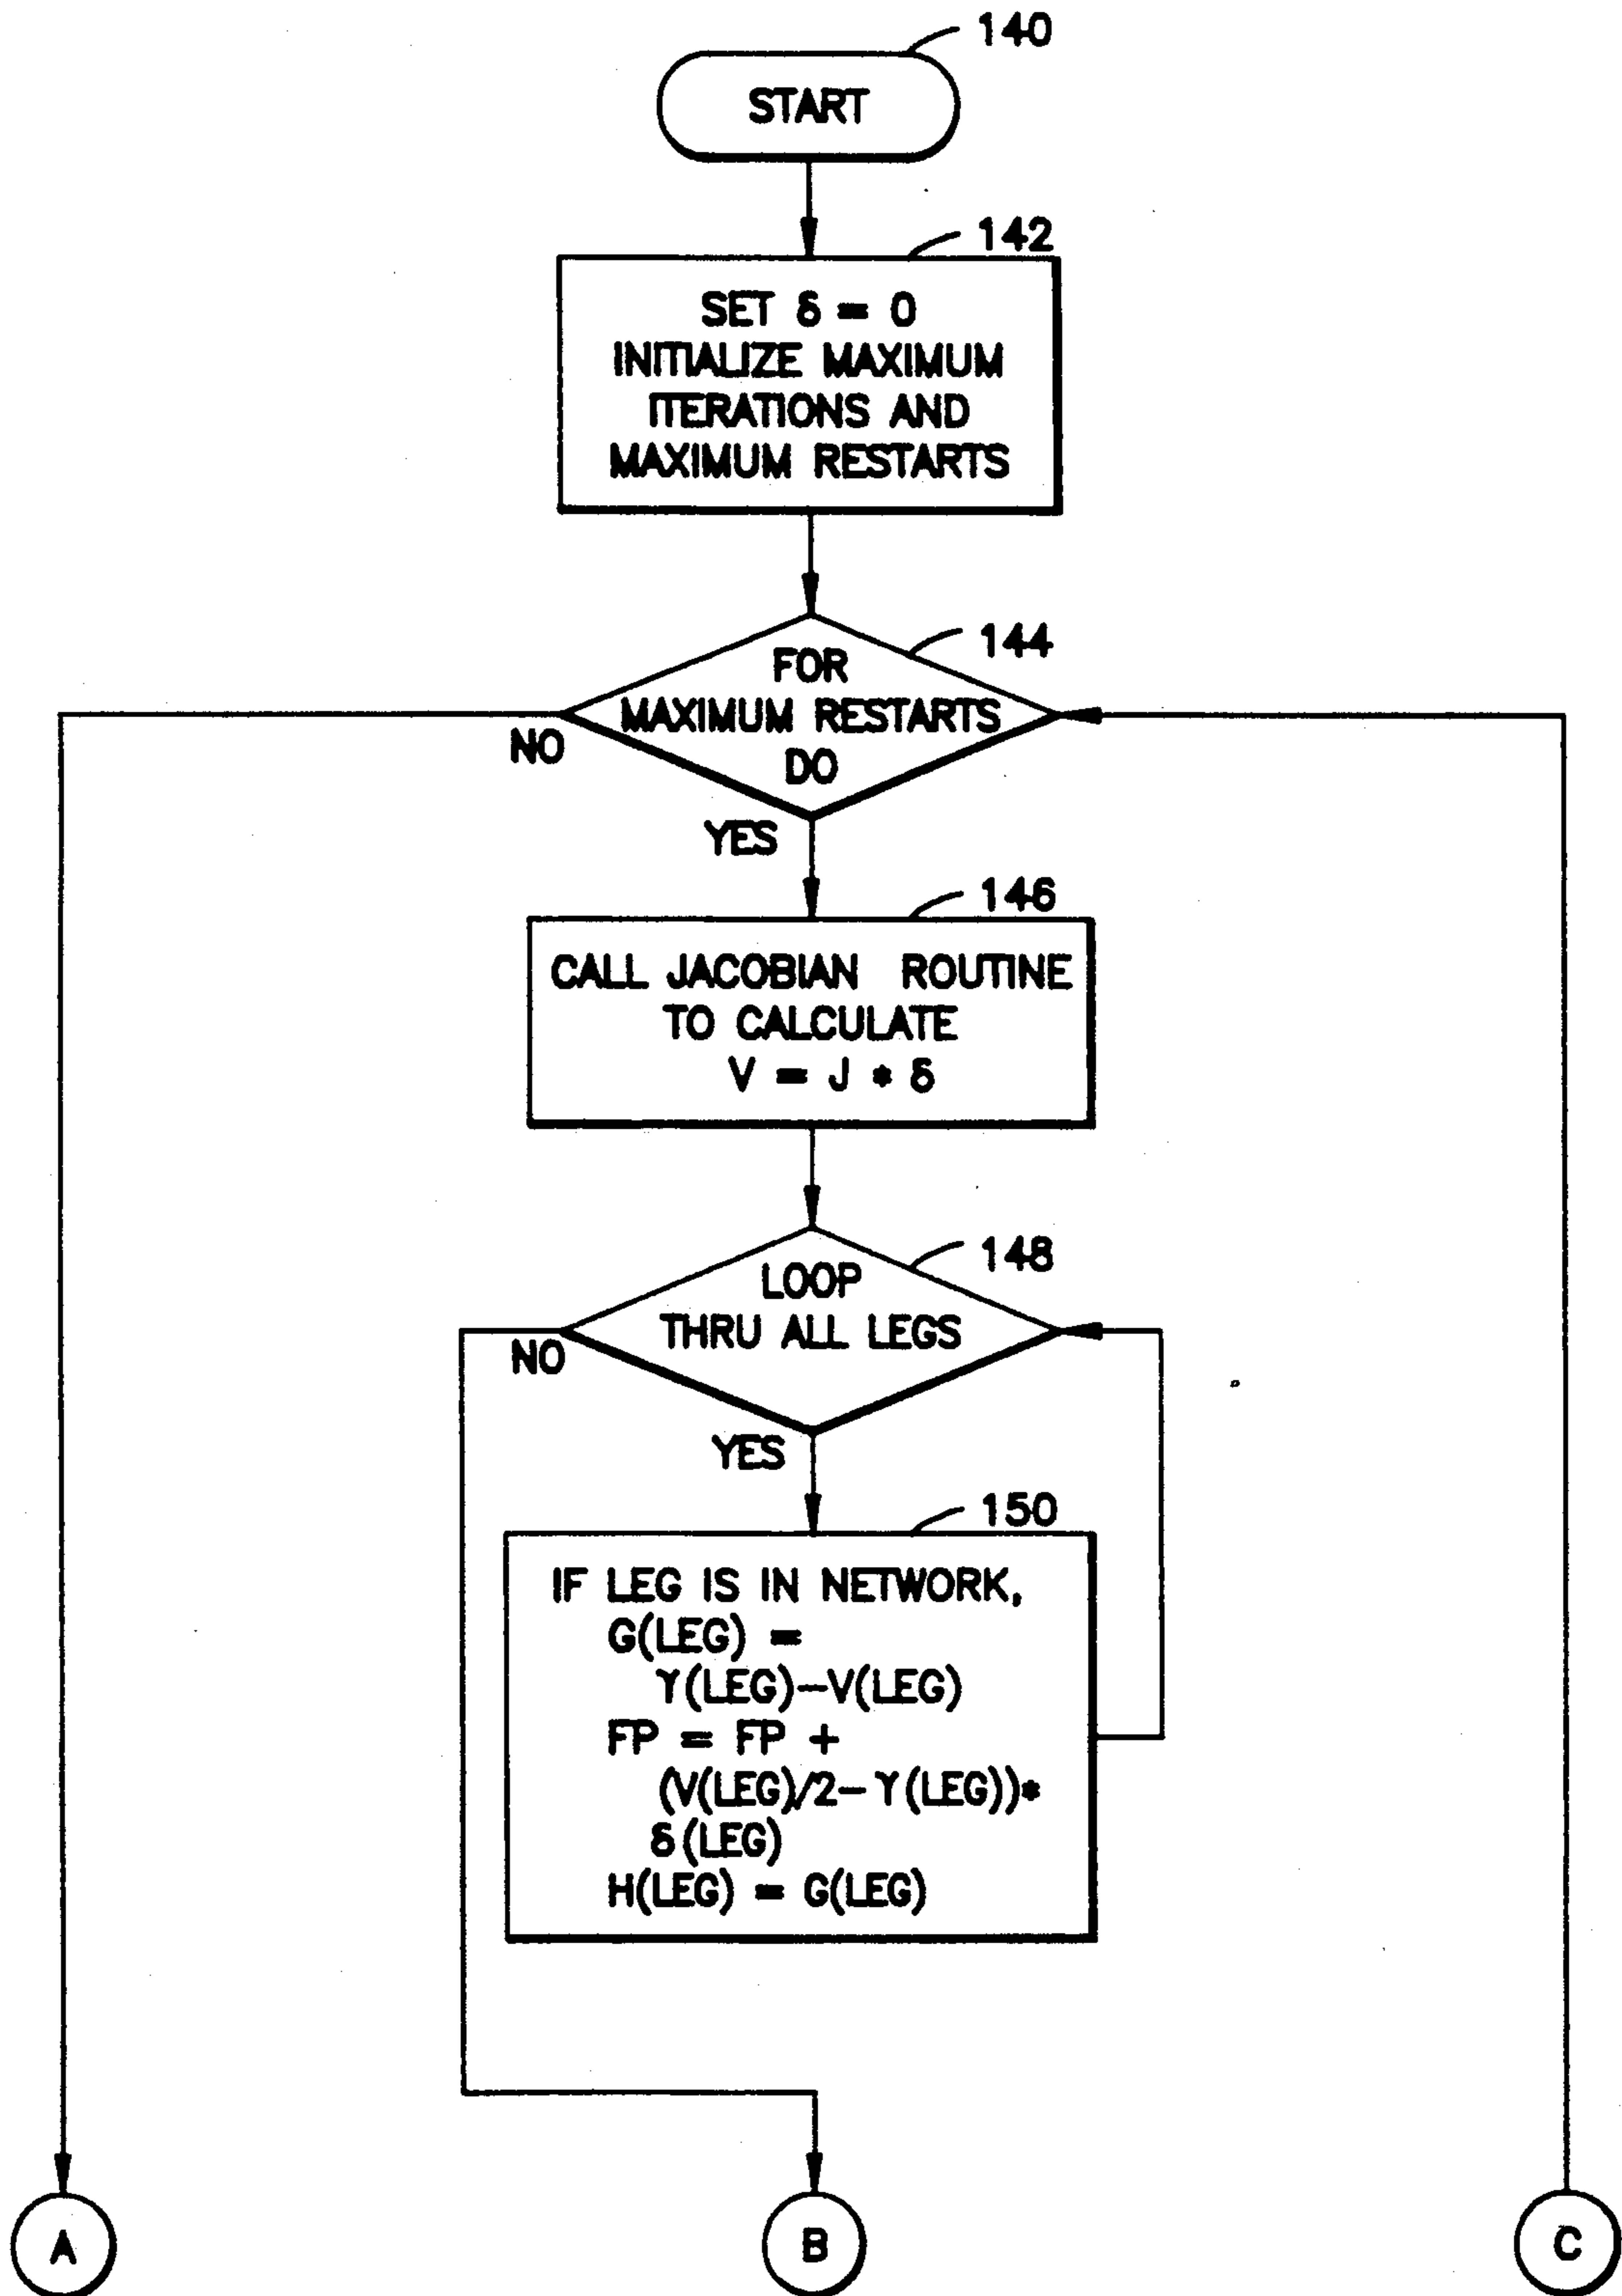 140
START
142
SET δ = 0
INITIALIZE MAXIMUM
ITERATIONS AND
MAXIMUM RESTARTS
144
FOR
MAXIMUM RESTARTS
DO
NO
YES
146
CALL JACOBIAN ROUTINE
TO CALCULATE
V = J * δ
148
LOOP
THRU ALL LEGS
NO
YES
150
IF LEG IS IN NETWORK,
G(LEG) =
γ(LEG)-V(LEG)
FP = FP +
(V(LEG)/2- γ(LEG))*
δ(LEG)
H(LEG) = G(LEG)
A
B
C